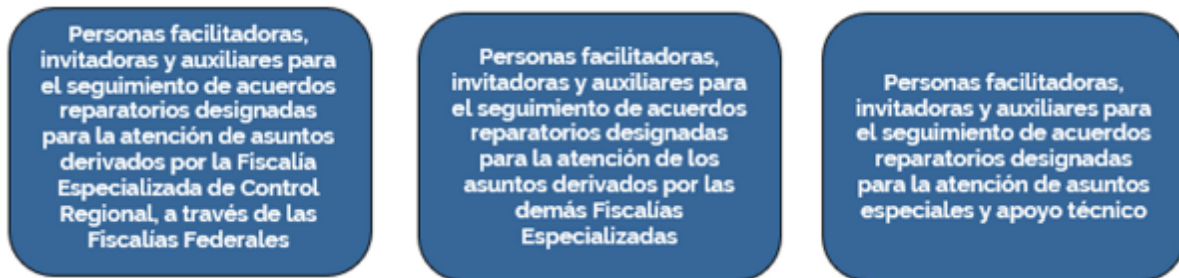 Personas facilitadoras,
invitadoras y auxiliares para
el seguimiento de acuerdos
reparatorios designadas
para la atención de asuntos
derivados por la Fiscalía
Especializada de Control
Regional, a través de las
Fiscalías Federales
Personas facilitadoras,
invitadoras y auxiliares para
el seguimiento de acuerdos
reparatorios designadas
para la atención de los
asuntos derivados por las
demás Fiscalías
Especializadas
Personas facilitadoras,
invitadoras y auxiliares para
el seguimiento de acuerdos
reparatorios designadas
para la atención de asuntos
especiales y apoyo técnico